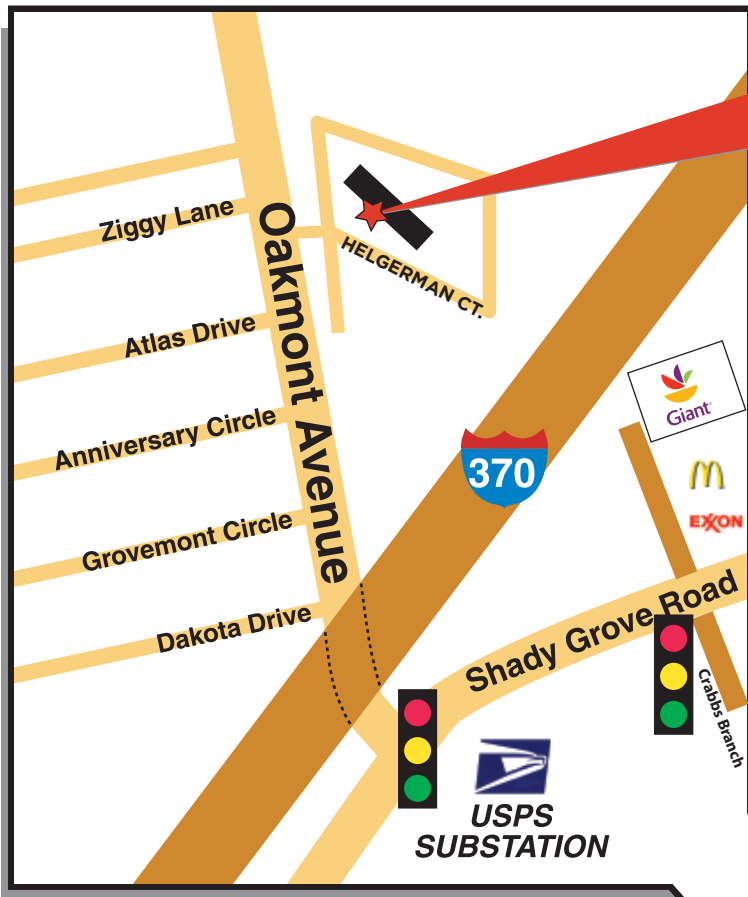 Ziggy Lane
Oakmont Avenue
HELGERMAN CT.
Atlas Drive
Giant
Anniversary Circle
370
EXXON
Grovemont Circle
Dakota Drive
Shady Grove Road
Crabbs Branch
USPS
SUBSTATION